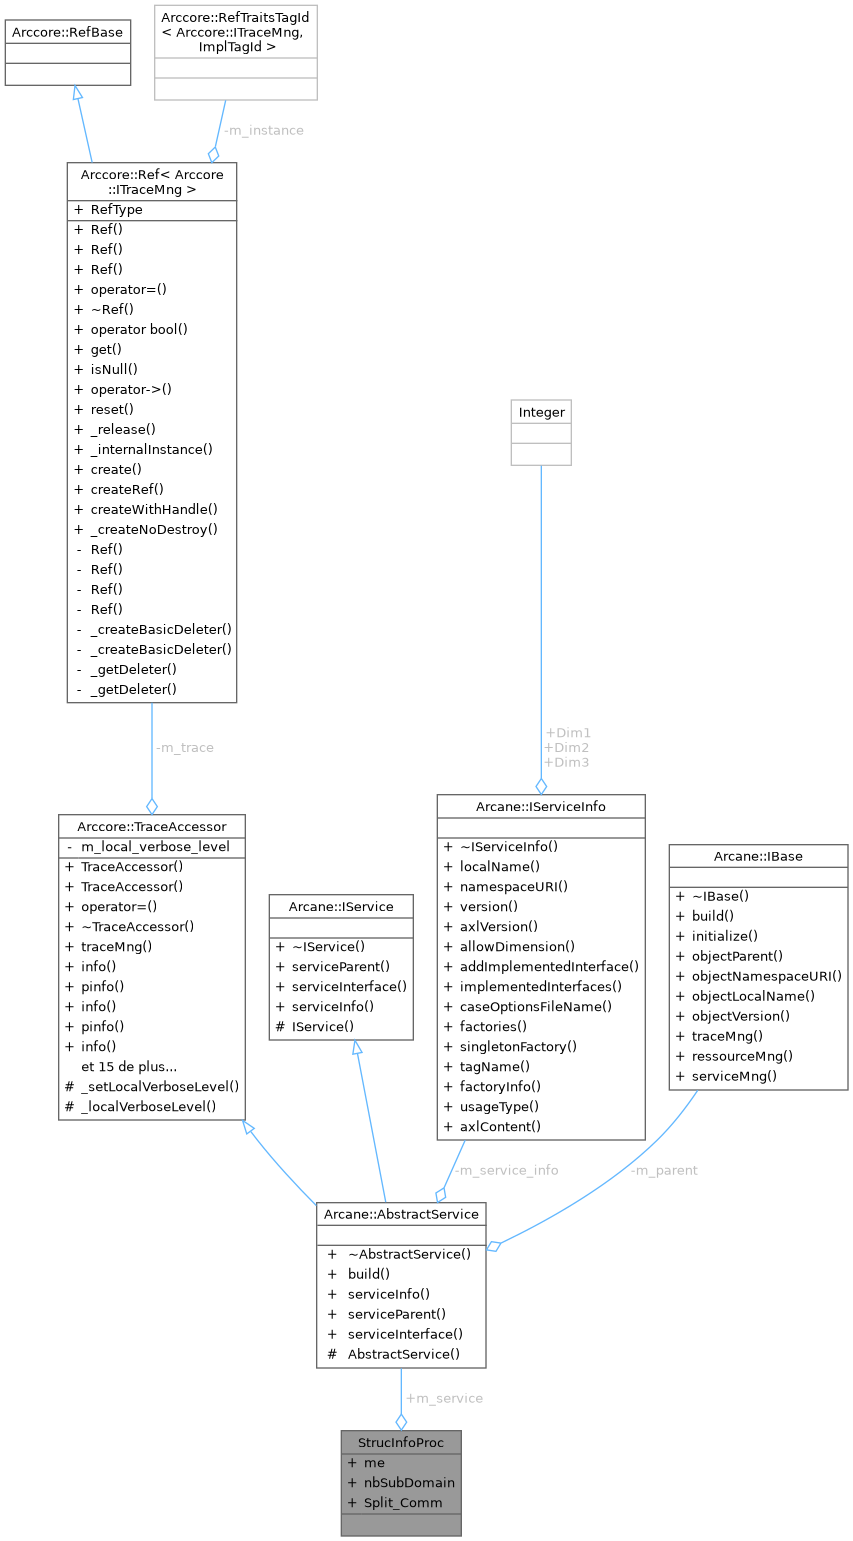 Arccore::RefBase
Arccore::RefTraitsTagId
< Arccore::ITraceMng,
ImplTagId >
-m_instance
Arccore::Ref< Arccore
::ITraceMng >
+ RefType
+ Ref()
+ Ref()
+ Ref()
+ operator=()
+ ~Ref()
+ operator bool()
+ get()
+ isNull()
+ operator->()
+ reset()
+ _release()
+ _internalInstance()
+ create()
+ createRef()
+ createWithHandle()
+ _createNoDestroy()
- Ref()
- Ref()
- Ref()
- Ref()
- _createBasicDeleter()
- _createBasicDeleter()
- _getDeleter()
- _getDeleter()
Integer
-m_trace
+Dim1
+Dim2
+Dim3
Arccore::TraceAccessor
- m_local_verbose_level
+ TraceAccessor()
+ TraceAccessor()
+ operator=()
+ ~TraceAccessor()
+ traceMng()
+ info()
+ pinfo()
+ info()
+ pinfo()
+ info()
et 15 de plus...
# _setLocalVerboseLevel()
# _localVerboseLevel()
Arcane::IService
+ ~IService()
+ serviceParent()
+ serviceInterface()
+ serviceInfo()
# IService()
Arcane::IServiceInfo
+ ~IServiceInfo()
+ localName()
+ namespaceURI()
+ version()
+ axlVersion()
+ allowDimension()
+ addImplementedInterface()
+ implementedInterfaces()
+ caseOptionsFileName()
+ factories()
+ singletonFactory()
+ tagName()
+ factoryInfo()
+ usageType()
+ axlContent()
Arcane::IBase
+ ~IBase()
+ build()
+ initialize()
+ objectParent()
+ objectNamespaceURI()
+ objectLocalName()
+ objectVersion()
+ traceMng()
+ ressourceMng()
+ serviceMng()
-m_service_info
-m_parent
Arcane::AbstractService
+ ~AbstractService()
+ build()
+ serviceInfo()
+ serviceParent()
+ serviceInterface()
# AbstractService()
+m_service
StrucInfoProc
+ me
+ nbSubDomain
+ Split_Comm